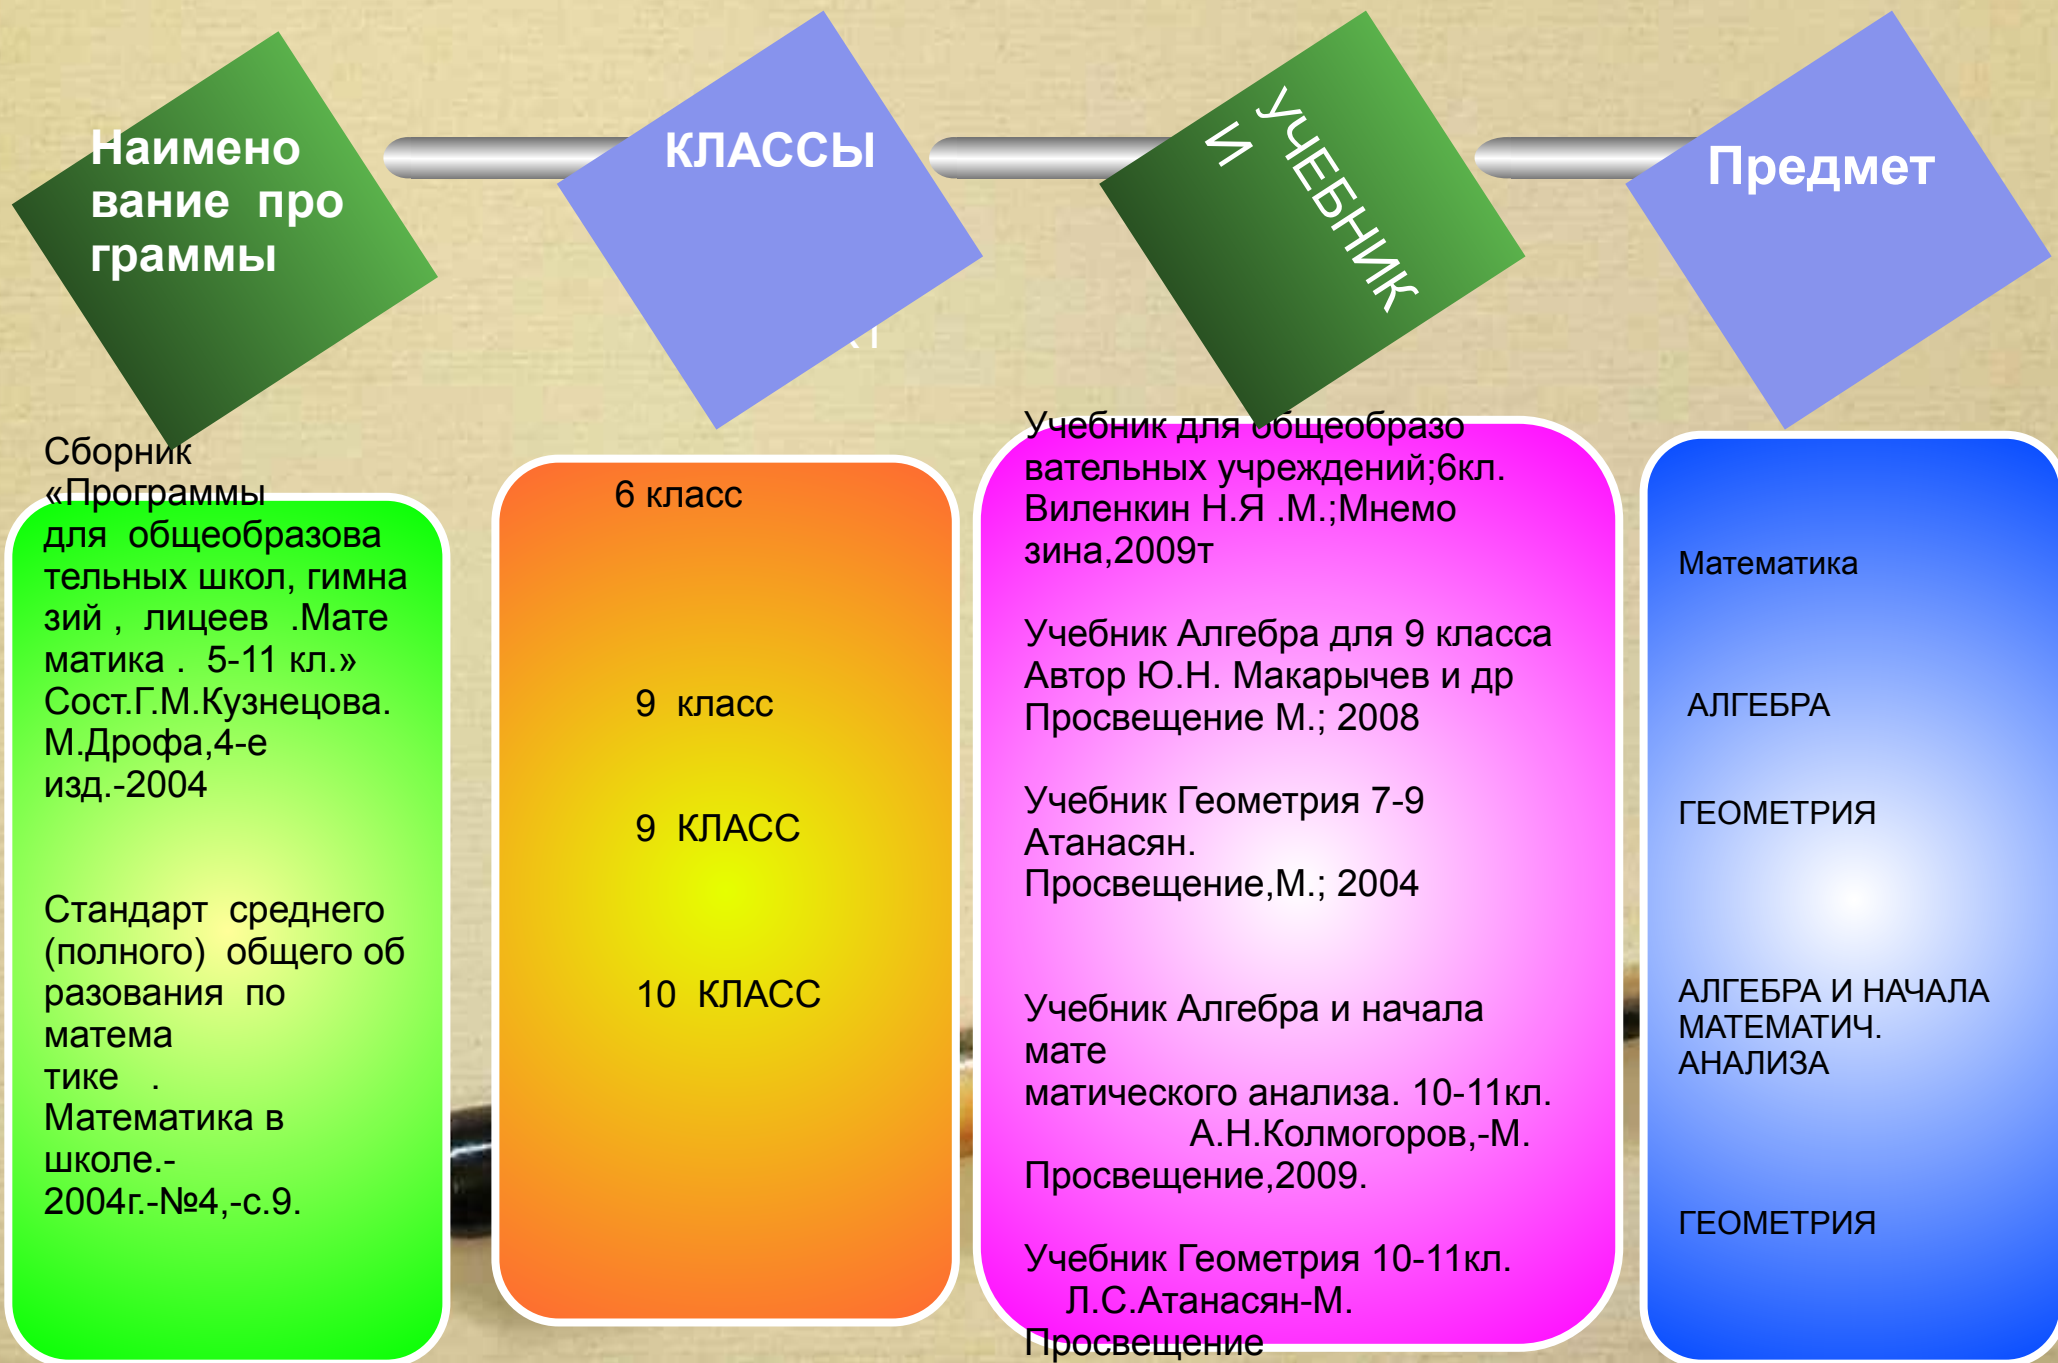 Наимено
вание про
граммы
КЛАССЫ
УЧЕБНИК
И
Предмет
Сборник
«Программы
для общеобразова
тельных школ, гимна
зий , лицеев .Мате
матика . 5-11 кл.»
Сост.Г.М.Кузнецова.
М.Дрофа,4-е
изд.-2004
Стандарт среднего
(полного) общего об
разования по
матема
тике .
Математика в
школе.-
2004г.-№4,-с.9.
6 класс
9 класс
9 КЛАСС
10 КЛАСС
Учебник для общеобразо
вательных учреждений;6кл.
Виленкин Н.Я .М.;Мнемо
зина,2009т
Учебник Алгебра для 9 класса
Автор Ю.Н. Макарычев и др
Просвещение М.; 2008
Учебник Геометрия 7-9
Атанасян.
Просвещение,М.; 2004
Учебник Алгебра и начала
мате
матического анализа. 10-11кл.
А.Н.Колмогоров,-М.
Просвещение,2009.
Учебник Геометрия 10-11кл.
Л.С.Атанасян-М.
Просвещение
Математика
АЛГЕБРА
ГЕОМЕТРИЯ
АЛГЕБРА И НАЧАЛА
МАТЕМАТИЧ.
АНАЛИЗА
ГЕОМЕТРИЯ